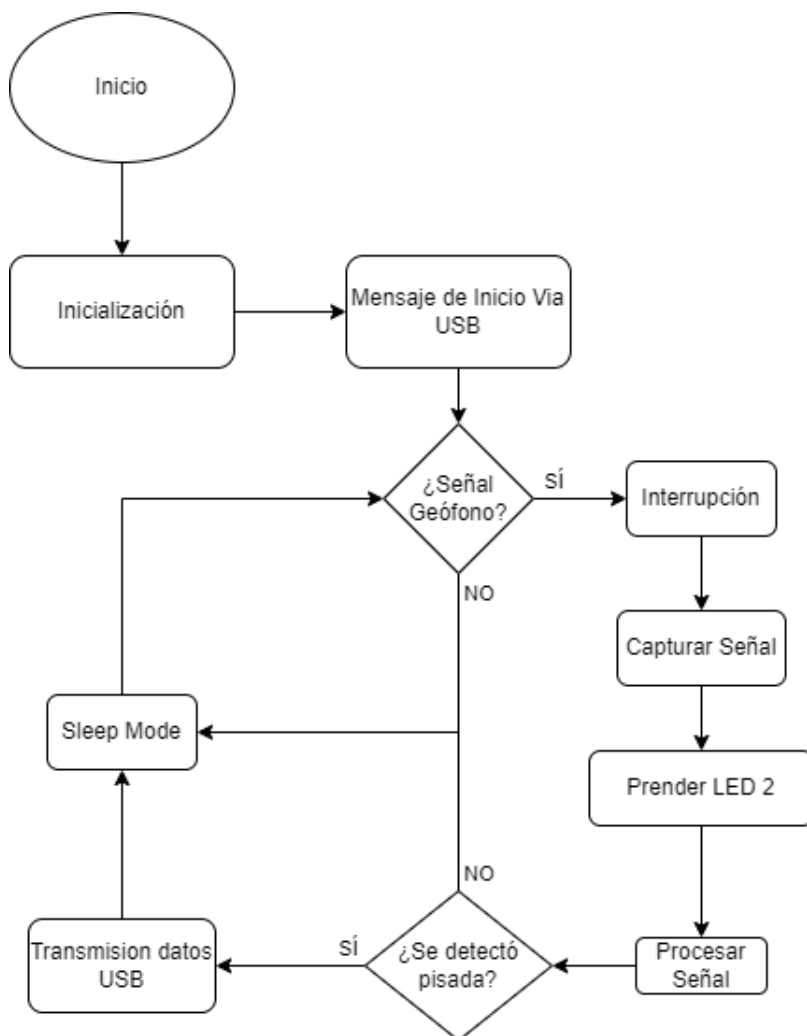 Inicio
Inicialización
Mensaje de Inicio Via
USB
¿Señal
Geófono?
SÍ
Interrupción
NO
Capturar Señal
Sleep Mode
Prender LED 2
NO
Transmision datos
USB
SÍ
¿Se detectó
pisada?
Procesar
Señal